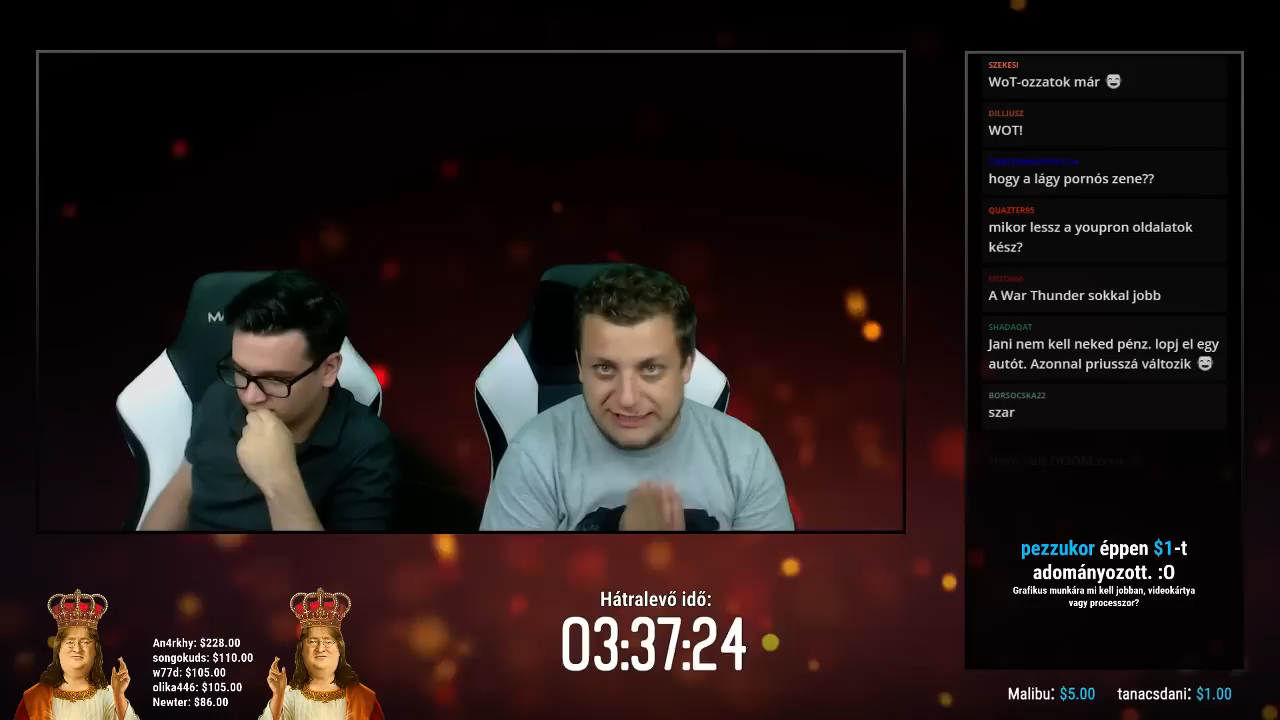 SZEKESI
WoT-ozzatok már
DILLIUSZ
WOT!
hogy a lágy pornós zene??
QUAZTER95
mikor lessz a youpron oldalatok
kész?
A War Thunder sokkal jobb
SHADAQAT
Jani nem kell neked pénz. lopj el egy
autót. Azonnal priusszá változik
BORSOCSKA22
szar
pezzukor éppen $1-t
adományozott. :O
Grafikus munkára mi kell jobban, videokártya
vagy processzor?
Hátralevő idő:
03:37:24
An4rkhy: $228.00
songokuds: $110.00
w77d: $105.00
olika446: $105.00
Newter: $86.00
Malibu: $5.00 tanacsdani: $1.00